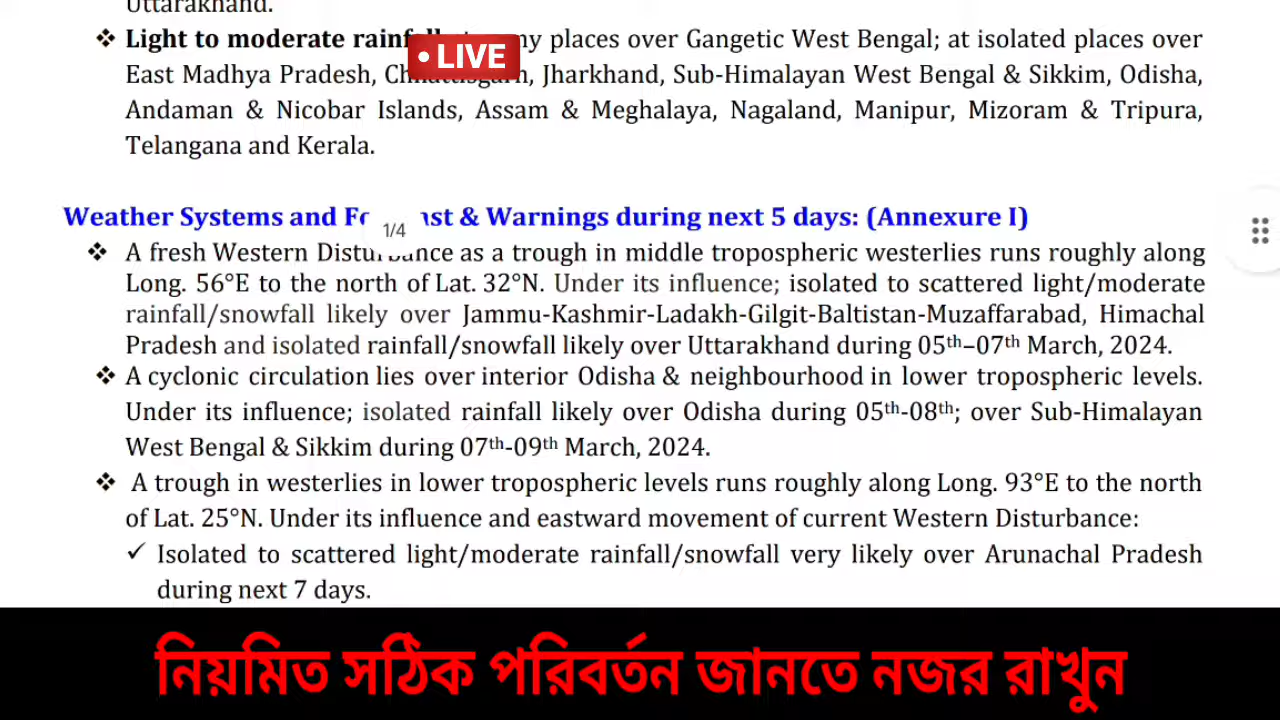 Uttarakhand.
❖ Light to moderate rainfall ny places over Gangetic West Bengal; at isolated places over
• LIVE
East Madhya Pradesh, Chhattisgarh, Jharkhand, Sub-Himalayan West Bengal & Sikkim, Odisha,
Andaman & Nicobar Islands, Assam & Meghalaya, Nagaland, Manipur, Mizoram & Tripura,
Telangana and Kerala.
Weather Systems and Forecast & Warnings during next 5 days: (Annexure I)
1/4
❖ A fresh Western Disturbance as a trough in middle tropospheric westerlies runs roughly along
Long. 56°E to the north of Lat. 32°N. Under its influence; isolated to scattered light/moderate
rainfall/snowfall likely over Jammu-Kashmir-Ladakh-Gilgit-Baltistan-Muzaffarabad, Himachal
Pradesh and isolated rainfall/snowfall likely over Uttarakhand during 05th–07th March, 2024.
❖ A cyclonic circulation lies over interior Odisha & neighbourhood in lower tropospheric levels.
Under its influence; isolated rainfall likely over Odisha during 05th-08th; over Sub-Himalayan
West Bengal & Sikkim during 07th-09th March, 2024.
❖ A trough in westerlies in lower tropospheric levels runs roughly along Long. 93°E to the north
of Lat. 25°N. Under its influence and eastward movement of current Western Disturbance:
✓ Isolated to scattered light/moderate rainfall/snowfall very likely over Arunachal Pradesh
during next 7 days.
নিয়মিত সঠিক পরিবর্তন জানতে নজর রাখুন